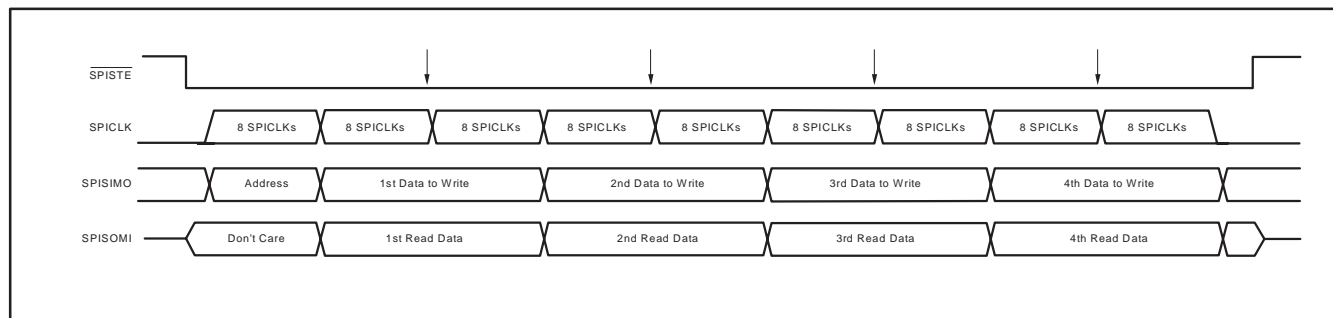 SPISTE
SPICLK 8 SPICLKs 8 SPICLKs 8 SPICLKs 8 SPICLKs 8 SPICLKs 8 SPICLKs 8 SPICLKs 8 SPICLKs 8 SPICLKs
SPISIMO Address 1st Data to Write 2nd Data to Write 3rd Data to Write 4th Data to Write
SPISOMI Don't Care 1st Read Data 2nd Read Data 3rd Read Data 4th Read Data